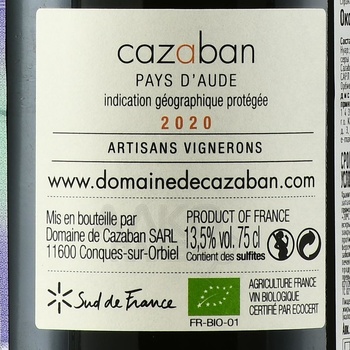 cazaban
PAYS D'AUDE
indication géographique protégée
2020
ARTISANS VIGNERONS
www.domainedecazaban.com
Mis en bouteille par
Domaine de Cazaban SARL
11600 Conques-sur-Orbiel
PRODUCT OF FRANCE
13,5% vol. 75 cl
Contient des sulfites
Sud de France
FR-BIO-01
AGRICULTURE FRANCE
VIN BIOLOGIQUE
CERTIFIÉ PAR ECOCERT